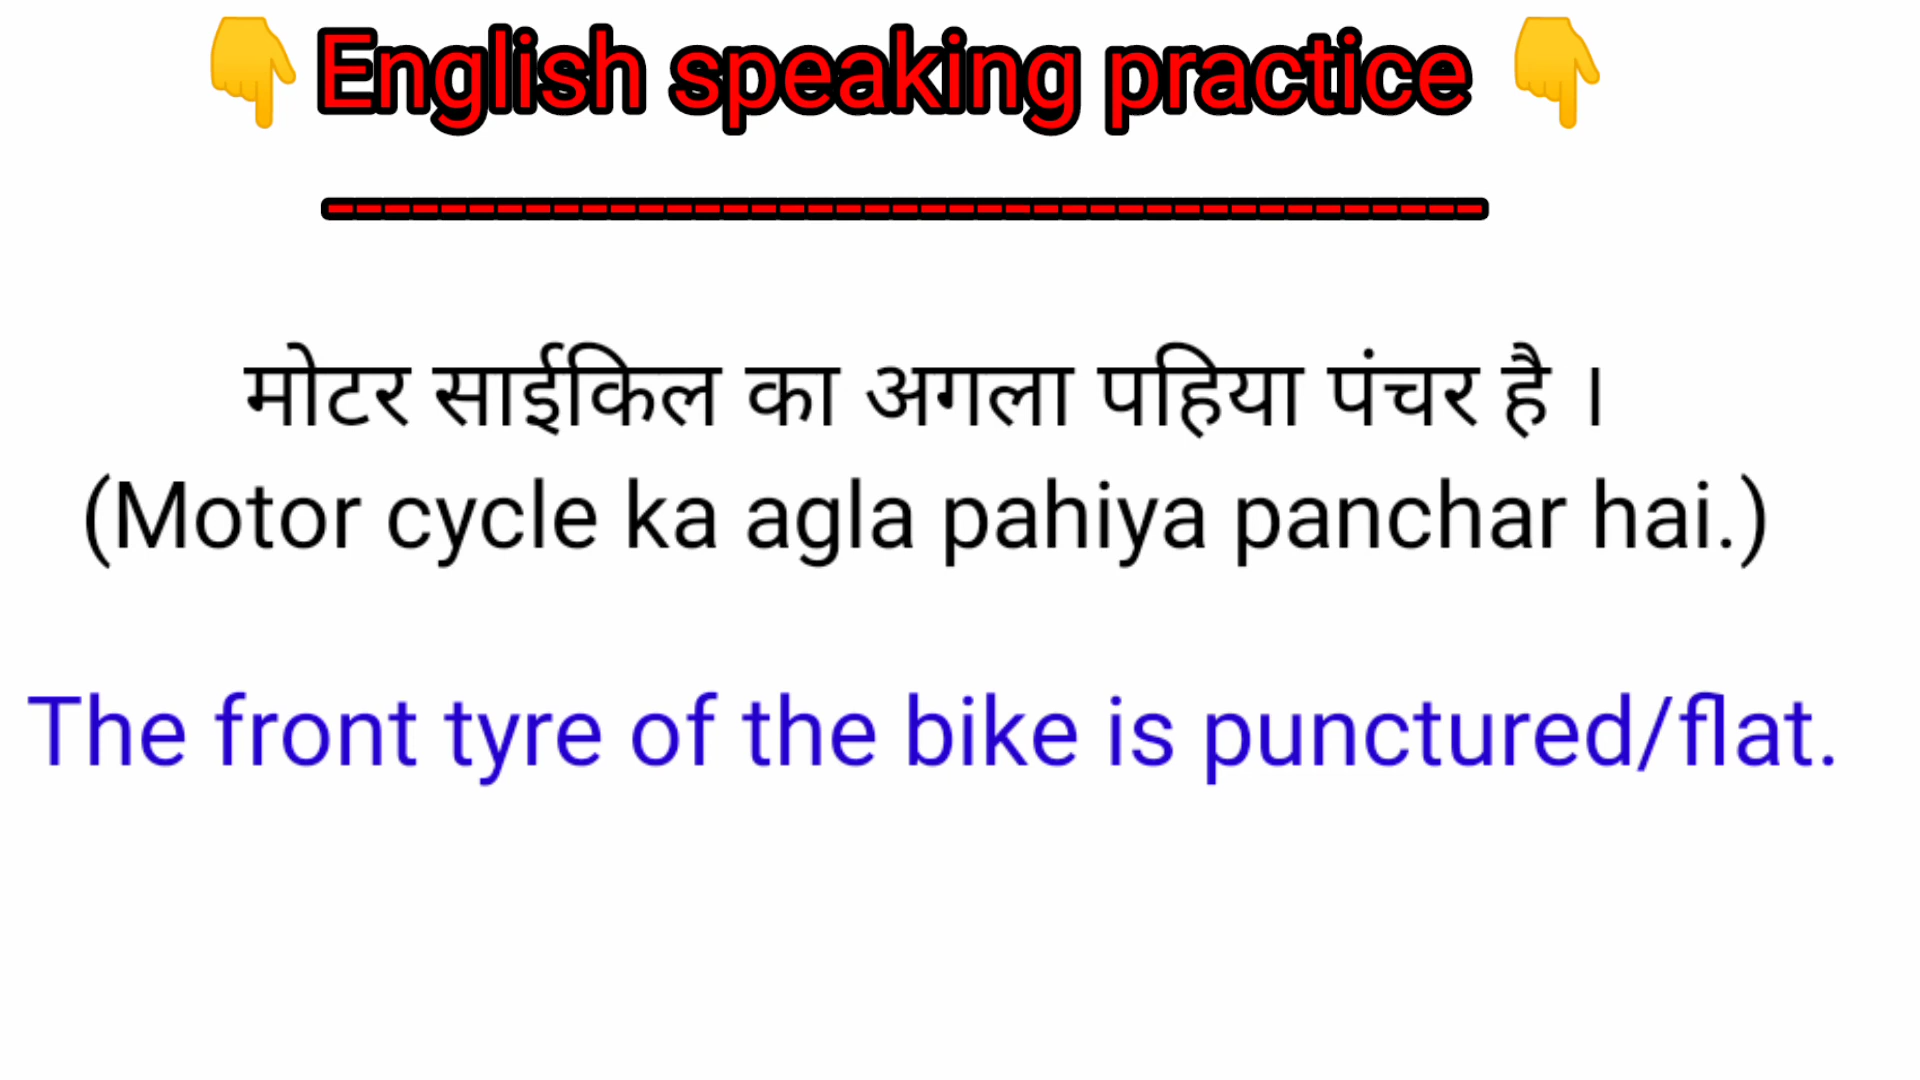 👇English speaking practice 👇
------------------------------------------
मोटर साईकिल का अगला पहिया पंचर है ।
(Motor cycle ka agla pahiya panchar hai.)
The front tyre of the bike is punctured/flat.